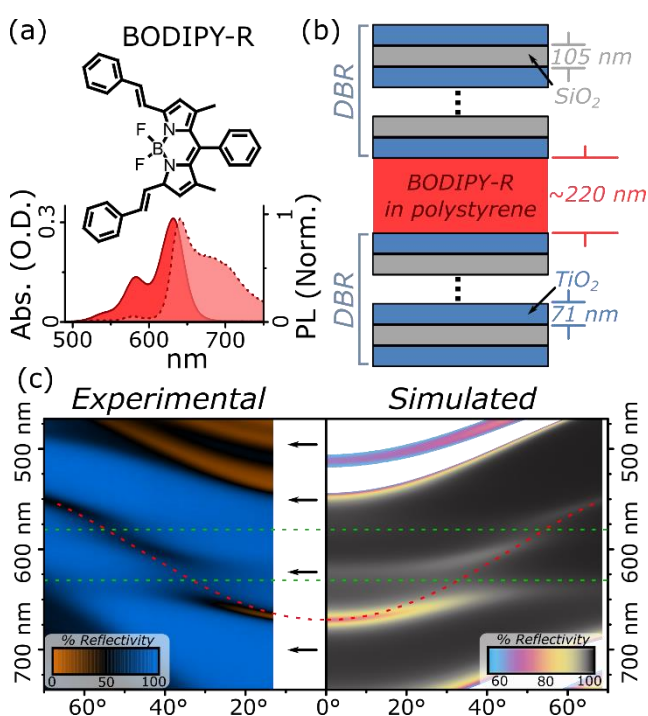 (a)
BODIPY-R
F
F
B
N
N
Abs. (O.D.)
0.3
0
1
0
PL (Norm.)
500
600
700
nm
(b)
DBR
105 nm
SiO₂
BODIPY-R
in polystyrene
~220 nm
DBR
TiO₂
71 nm
(c)
Experimental
Simulated
500 nm
600 nm
700 nm
500 nm
600 nm
700 nm
% Reflectivity
0 50 100
% Reflectivity
60 80 100
60° 40° 20° 0° 20° 40° 60°